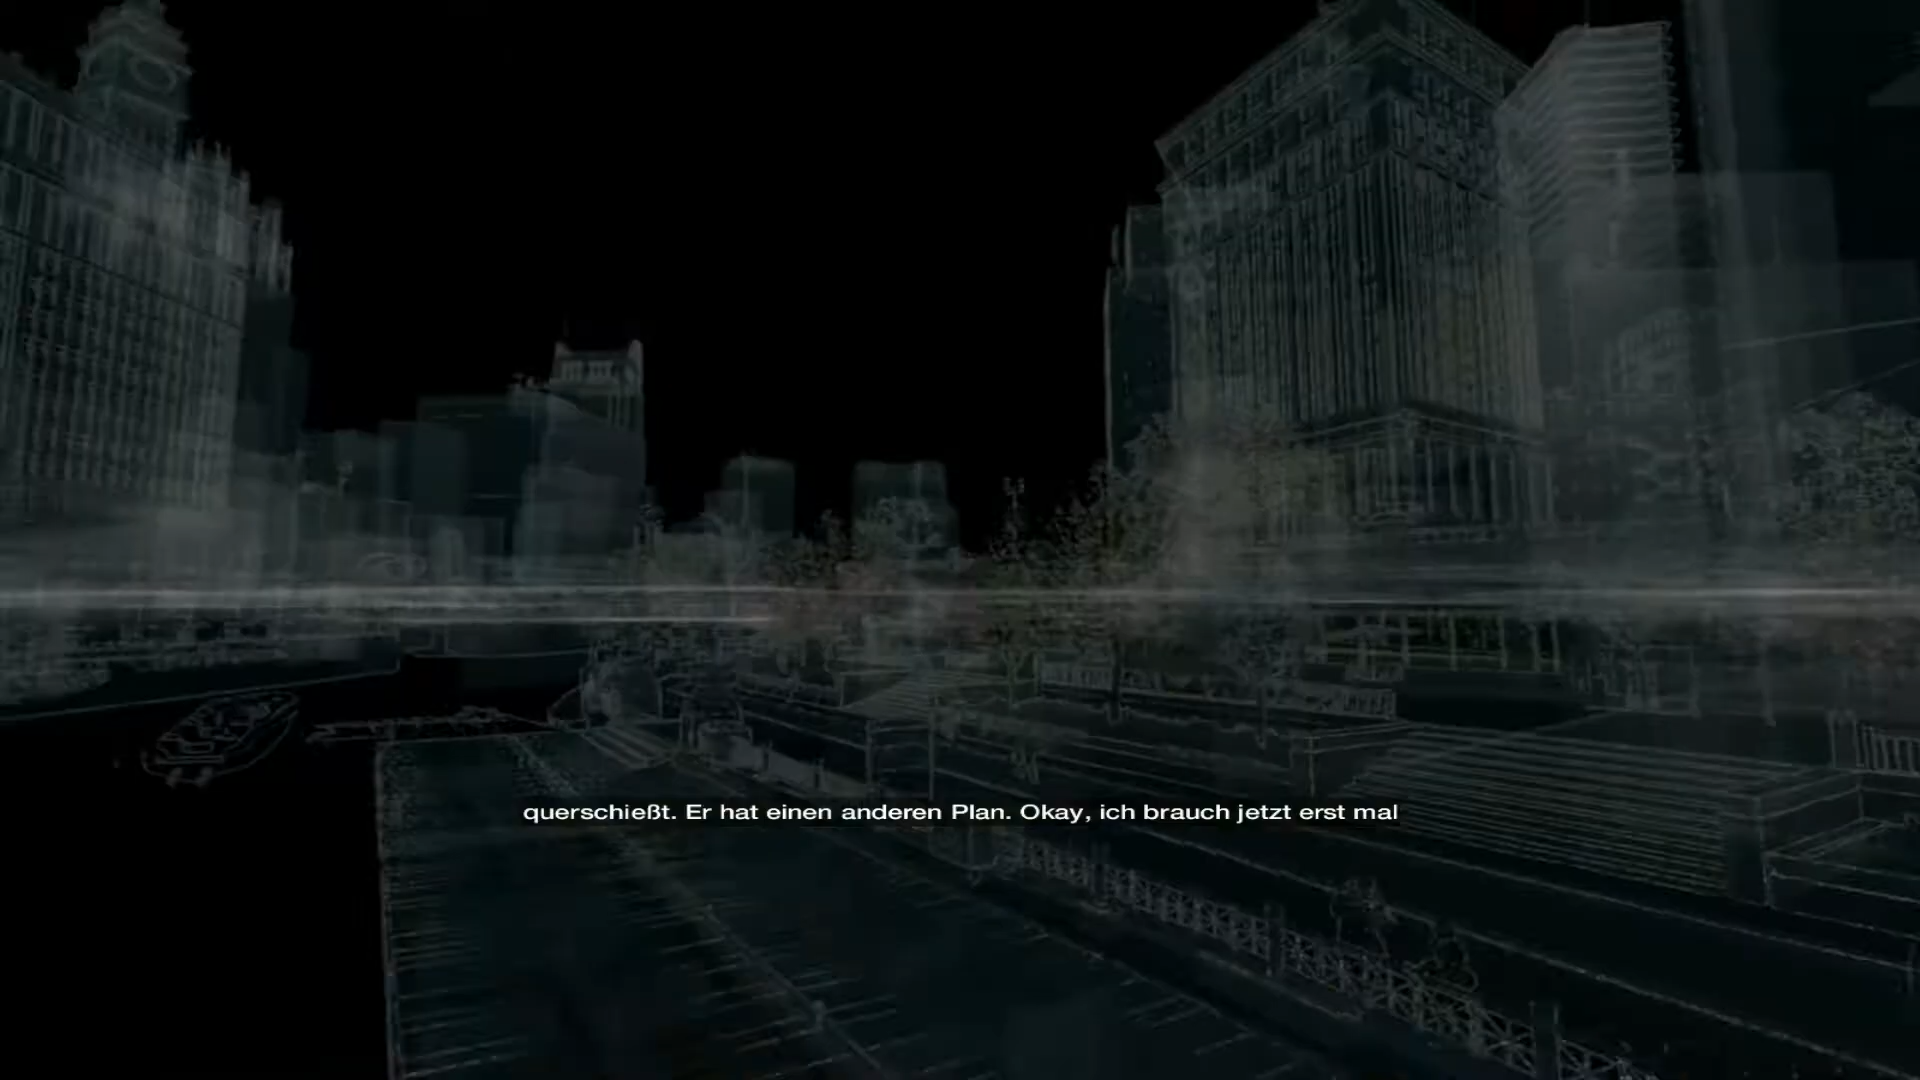 querschießt. Er hat einen anderen Plan. Okay, ich brauch jetzt erst mal